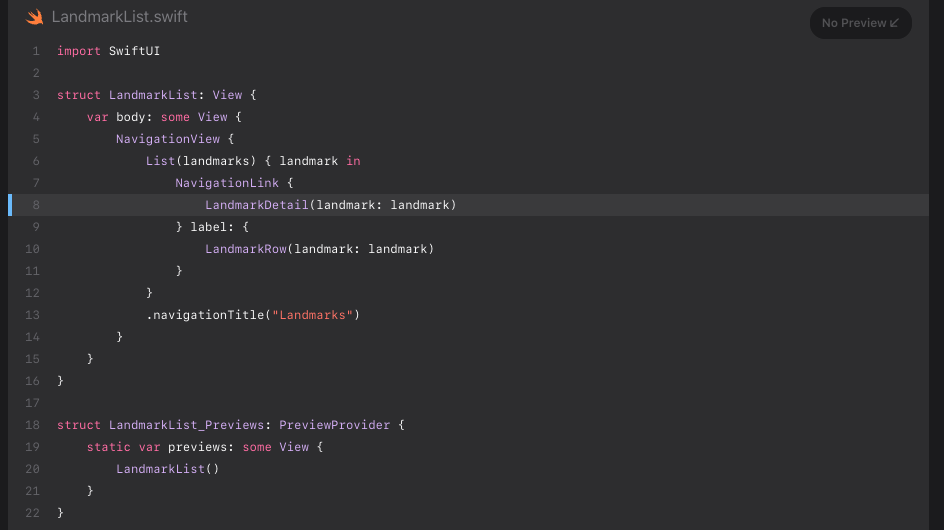 LandmarkList.swift
No Preview
1 import SwiftUI
2
3 struct LandmarkList: View {
4     var body: some View {
5         NavigationView {
6             List(landmarks) { landmark in
7                 NavigationLink {
8                     LandmarkDetail(landmark: landmark)
9                 } label: {
10                     LandmarkRow(landmark: landmark)
11                 }
12             }
13             .navigationTitle("Landmarks")
14         }
15     }
16 }
17
18 struct LandmarkList_Previews: PreviewProvider {
19     static var previews: some View {
20         LandmarkList()
21     }
22 }